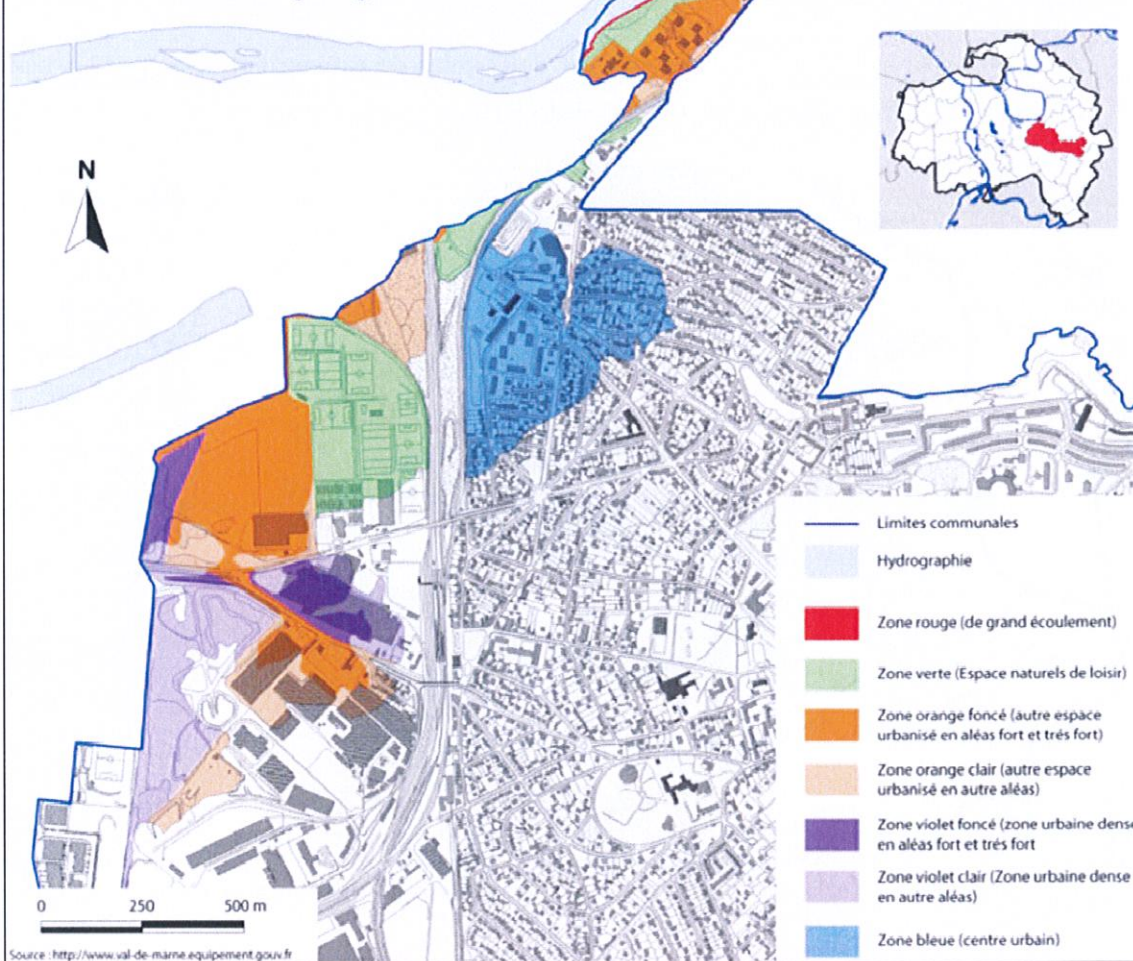 N
Limites communales
Hydrographie
Zone rouge (de grand écoulement)
Zone verte (Espace naturels de loisir)
Zone orange foncé (autre espace
urbanisé en aléas fort et trés fort)
Zone orange clair (autre espace
urbanisé en autre aléas)
Zone violet foncé (zone urbaine dense
en aléas fort et trés fort
Zone violet clair (Zone urbaine dense
en autre aléas)
Zone bleue (centre urbain)
0 250 500 m
Source : http://www.val-de-marne.equipement.gouv.fr